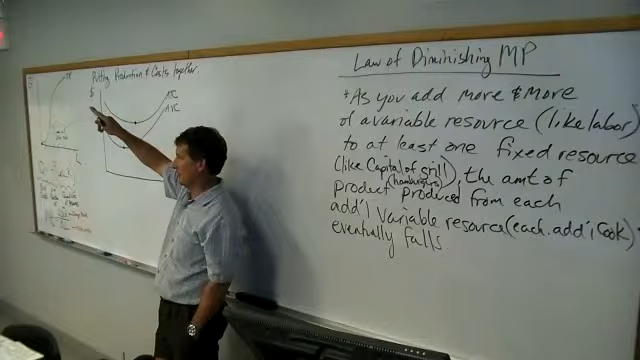 TP
Putting Production & Costs together.
$
TC
AVC
Law of Diminishing MP
*As you add more & more
of a variable resource (like labor)
to at least one fixed resource
(like Capital of grill), the amt of
(hamburgers)
product produced from each
add'l variable resource (each add'l Cook)
eventually falls